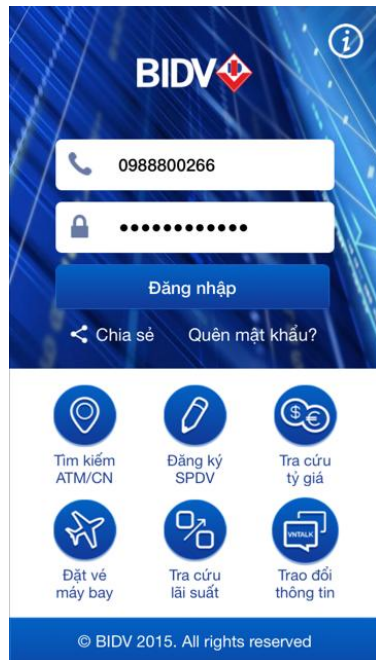 i
BIDV
0988800266
••••••••••••
Đăng nhập
Chia sẻ Quên mật khẩu?
Tìm kiếm Đăng ký Tra cứu
ATM/CN SPDV tỷ giá
VNTALK
Đặt vé Tra cứu Trao đổi
máy bay lãi suất thông tin
© BIDV 2015. All rights reserved